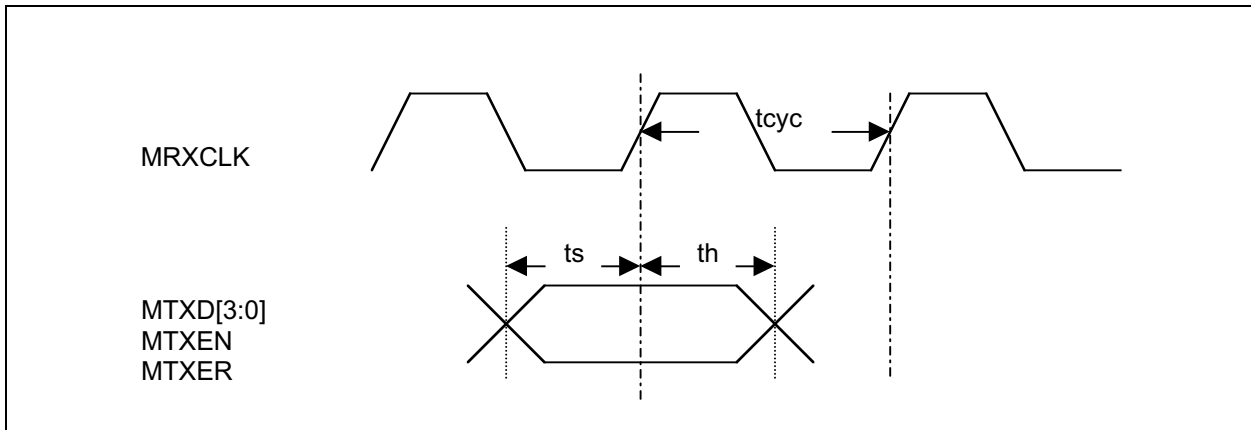 tcyc
MRXCLK
ts
th
MTXD[3:0]
MTXEN
MTXER